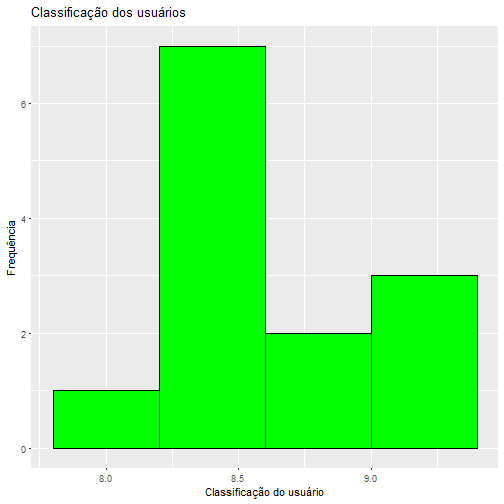 Classificação dos usuários
Frequência
6
4
2
0
8.0
8.5
9.0
Classificação do usuário